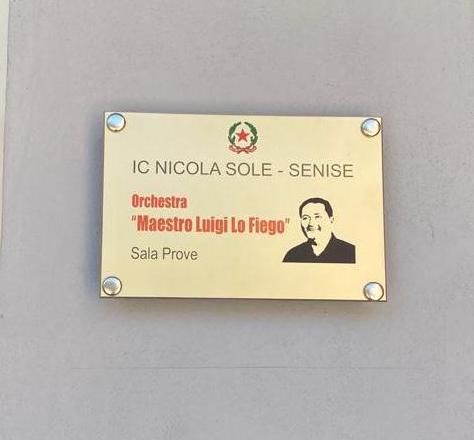 IC NICOLA SOLE - SENISE
Orchestra
"Maestro Luigi Lo Fiego"
Sala Prove